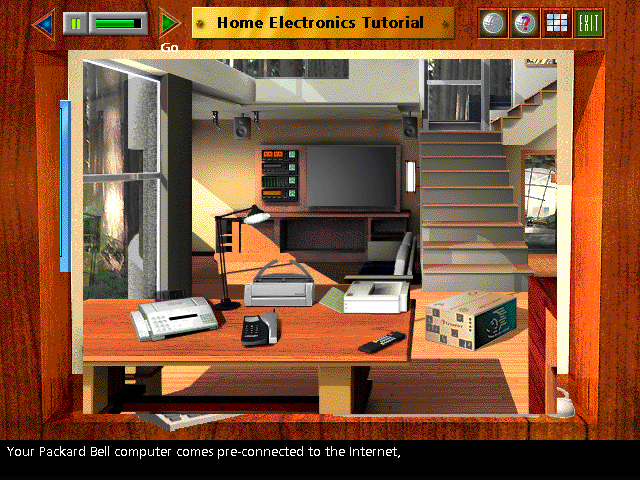 Home Electronics Tutorial
EXIT
Go
Your Packard Bell computer comes pre-connected to the Internet,